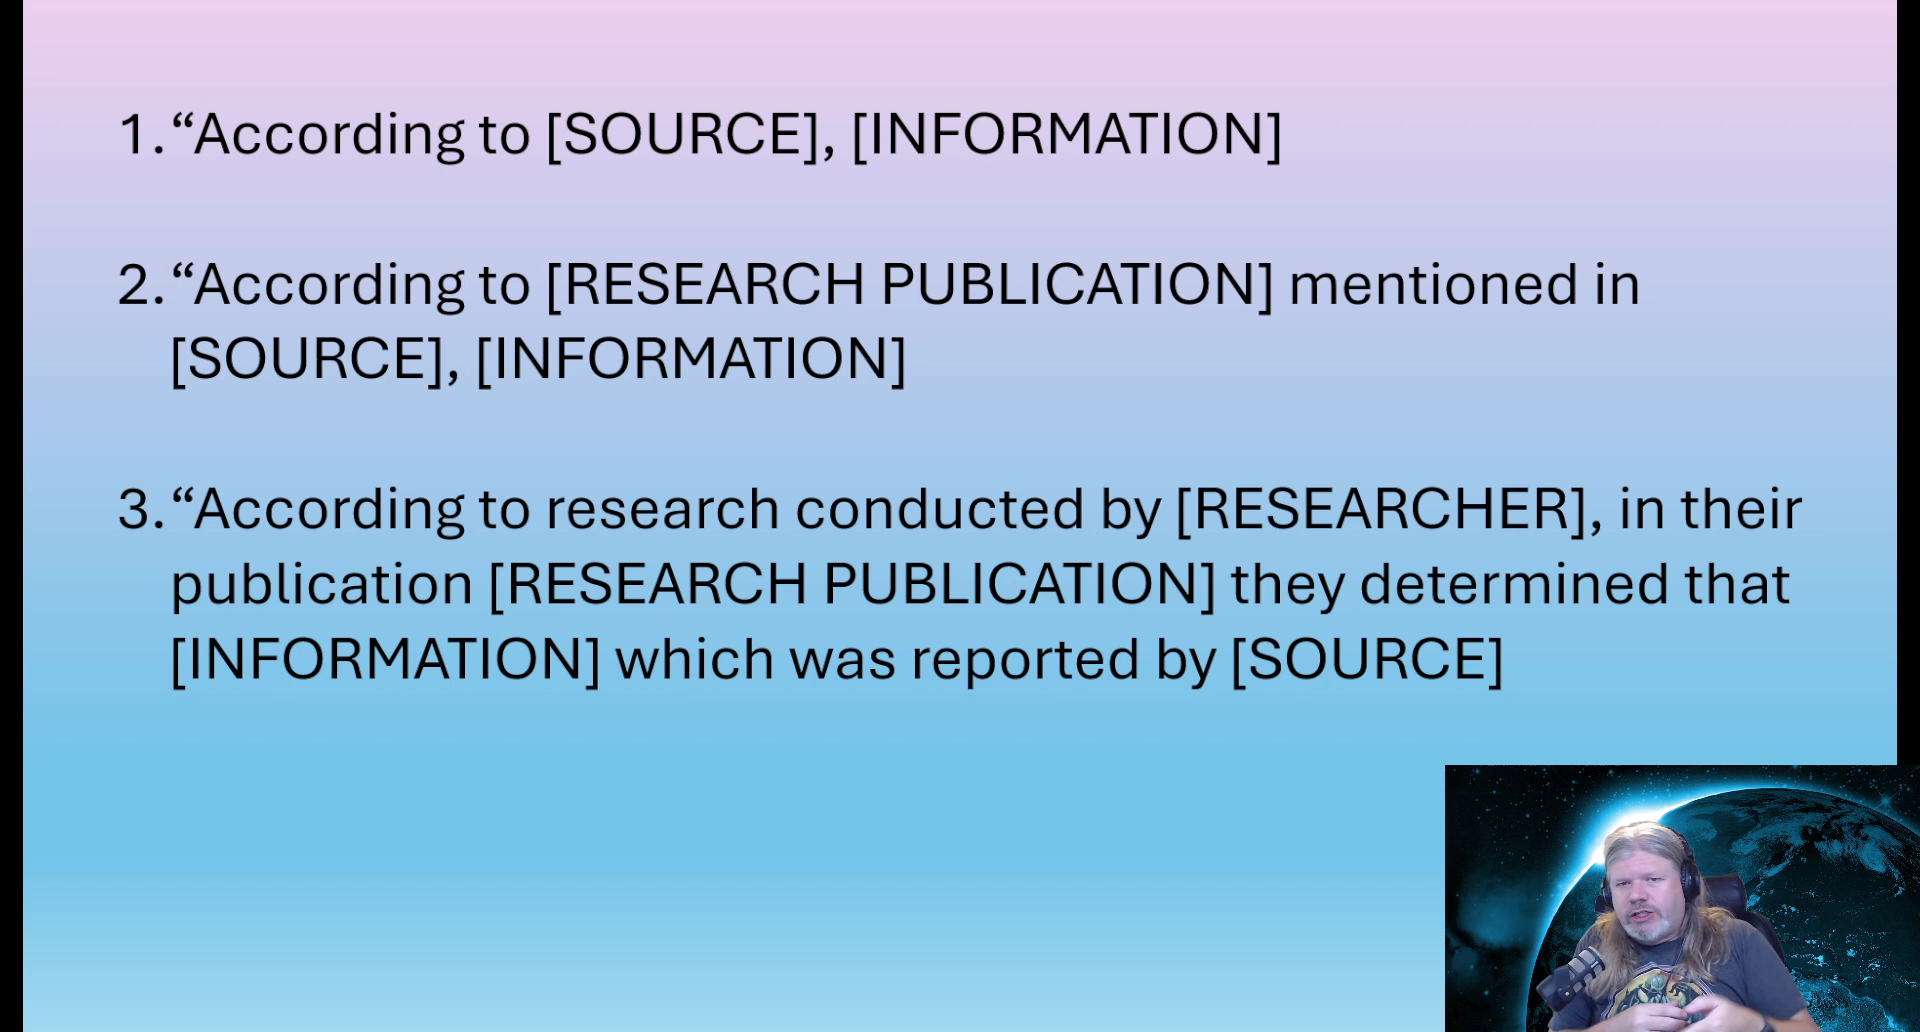 1. “According to [SOURCE], [INFORMATION]
2. “According to [RESEARCH PUBLICATION] mentioned in
[SOURCE], [INFORMATION]
3. “According to research conducted by [RESEARCHER], in their
publication [RESEARCH PUBLICATION] they determined that
[INFORMATION] which was reported by [SOURCE]